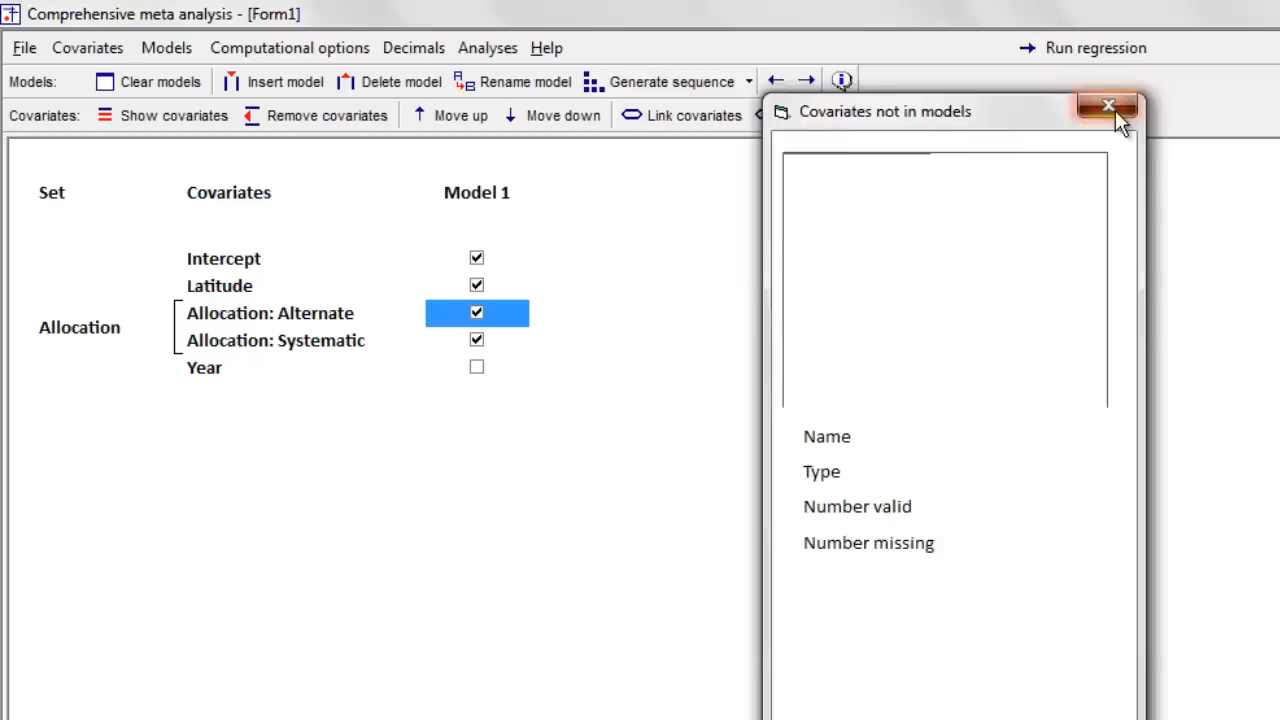 Comprehensive meta analysis - [Form1]
File Covariates Models Computational options Decimals Analyses Help Run regression
Models: Clear models Insert model Delete model Rename model Generate sequence
Covariates: Show covariates Remove covariates Move up Move down Link covariates
Covariates not in models
Set Covariates Model 1
Intercept
Latitude
Allocation: Alternate
Allocation
Allocation: Systematic
Year
Name
Type
Number valid
Number missing